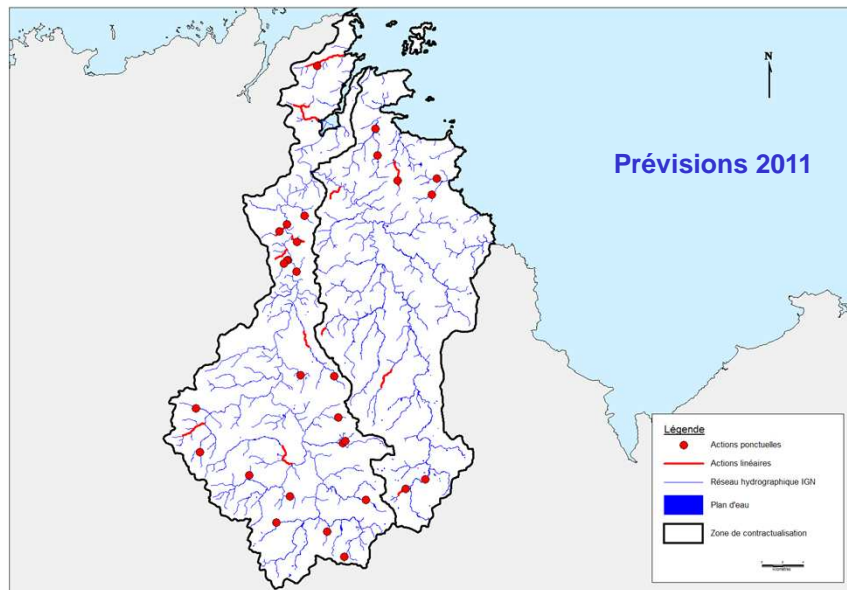 N
Prévisions 2011
Légende
Actions ponctuelles
Actions linéaires
Réseau hydrographique IGN
Plan d'eau
Zone de contractualisation